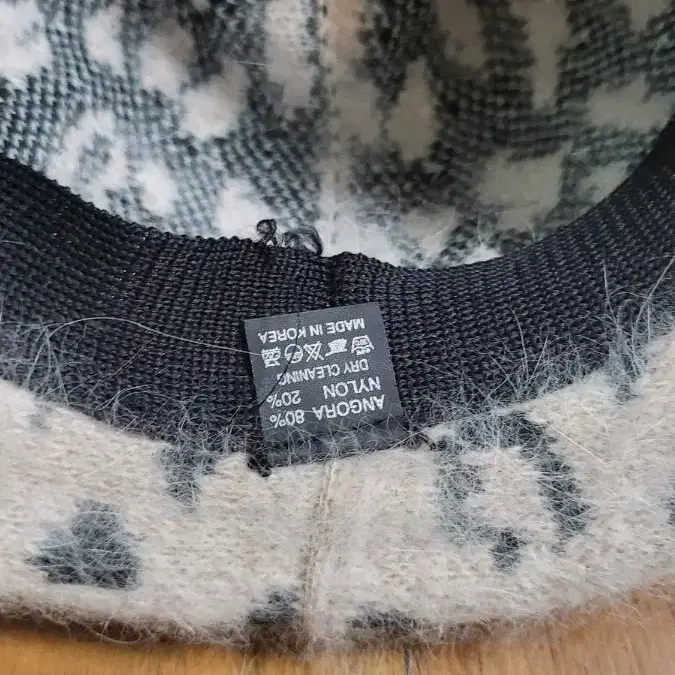 ANGORA 80%
NYLON 20%
DRY CLEANING
MADE IN KOREA